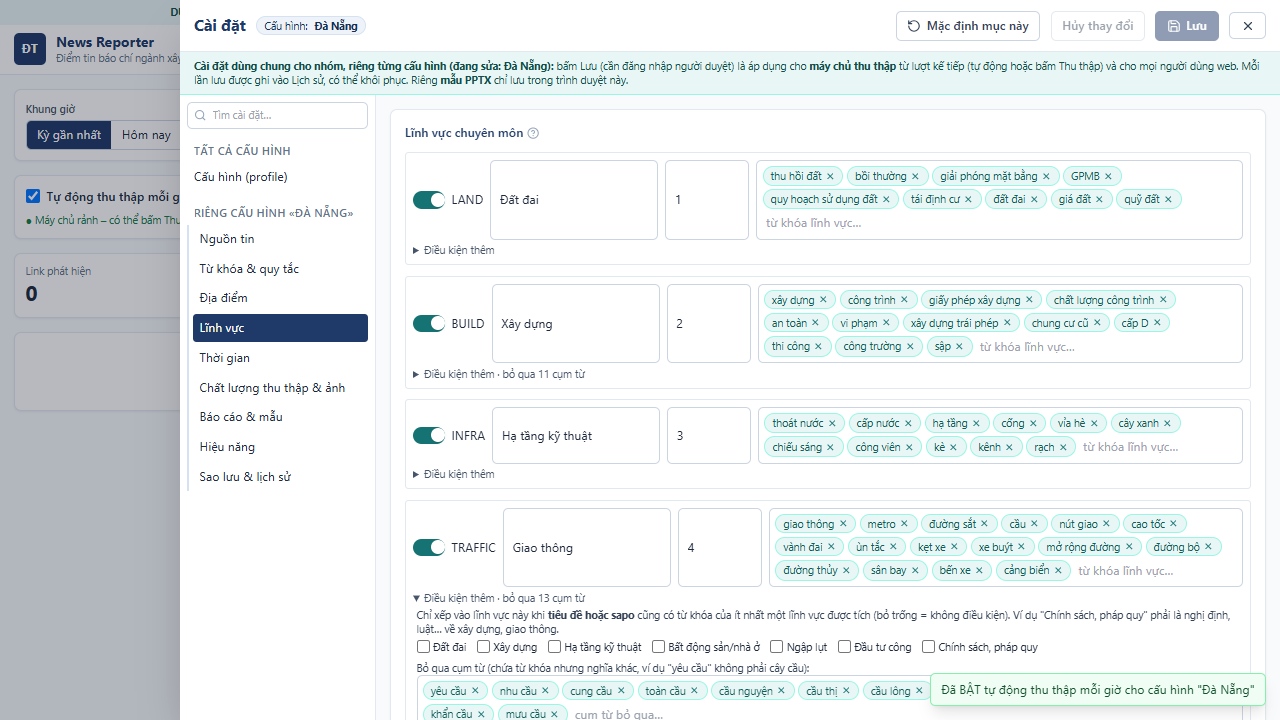 DU
Cài đặt
Cấu hình: Đà Nẵng
Mặc định mục này
Hủy thay đổi
Lưu
ĐT
News Reporter
Điểm tin báo chí ngành xây
Cài đặt dùng chung cho nhóm, riêng từng cấu hình (đang sửa: Đà Nẵng): bấm Lưu (cần đăng nhập người duyệt) là áp dụng cho máy chủ thu thập từ lượt kế tiếp (tự động hoặc bấm Thu thập) và cho mọi người dùng web. Mỗi
lần lưu được ghi vào Lịch sử, có thể khôi phục. Riêng mẫu PPTX chỉ lưu trong trình duyệt này.
Khung giờ
Kỳ gần nhất
Hôm nay
Tự động thu thập mỗi g
● Máy chủ rảnh – có thể bấm Thu
Link phát hiện
0
Tìm cài đặt...
TẤT CẢ CẤU HÌNH
Cấu hình (profile)
RIÊNG CẤU HÌNH «ĐÀ NẴNG»
Nguồn tin
Từ khóa & quy tắc
Địa điểm
Lĩnh vực
Thời gian
Chất lượng thu thập & ảnh
Báo cáo & mẫu
Hiệu năng
Sao lưu & lịch sử
Lĩnh vực chuyên môn ?
LAND Đất đai 1
thu hồi đất × bồi thường × giải phóng mặt bằng × GPMB ×
quy hoạch sử dụng đất × tái định cư × đất đai × giá đất × quỹ đất ×
từ khóa lĩnh vực...
▶ Điều kiện thêm
BUILD Xây dựng 2
xây dựng × công trình × giấy phép xây dựng × chất lượng công trình ×
an toàn × vi phạm × xây dựng trái phép × chung cư cũ × cấp D ×
thi công × công trường × sập × từ khóa lĩnh vực...
▶ Điều kiện thêm · bỏ qua 11 cụm từ
INFRA Hạ tầng kỹ thuật 3
thoát nước × cấp nước × hạ tầng × cống × vỉa hè × cây xanh ×
chiếu sáng × công viên × kè × kênh × rạch × từ khóa lĩnh vực...
▶ Điều kiện thêm
TRAFFIC Giao thông 4
giao thông × metro × đường sắt × cầu × nút giao × cao tốc ×
vành đai × ùn tắc × kẹt xe × xe buýt × mở rộng đường × đường bộ ×
đường thủy × sân bay × bến xe × cảng biển × từ khóa lĩnh vực...
▼ Điều kiện thêm · bỏ qua 13 cụm từ
Chỉ xếp vào lĩnh vực này khi tiêu đề hoặc sapo cũng có từ khóa của ít nhất một lĩnh vực được tích (bỏ trống = không điều kiện). Ví dụ "Chính sách, pháp quy" phải là nghị định,
luật... về xây dựng, giao thông.
Đất đai Xây dựng Hạ tầng kỹ thuật Bất động sản/nhà ở Ngập lụt Đầu tư công Chính sách, pháp quy
Bỏ qua cụm từ (chứa từ khóa nhưng nghĩa khác, ví dụ "yêu cầu" không phải cây cầu):
yêu cầu × nhu cầu × cung cầu × toàn cầu × cầu nguyện × cầu thị × cầu lông ×
khẩn cầu × mưu cầu × cụm từ bỏ qua...
Đã BẬT tự động thu thập mỗi giờ cho cấu hình "Đà Nẵng"